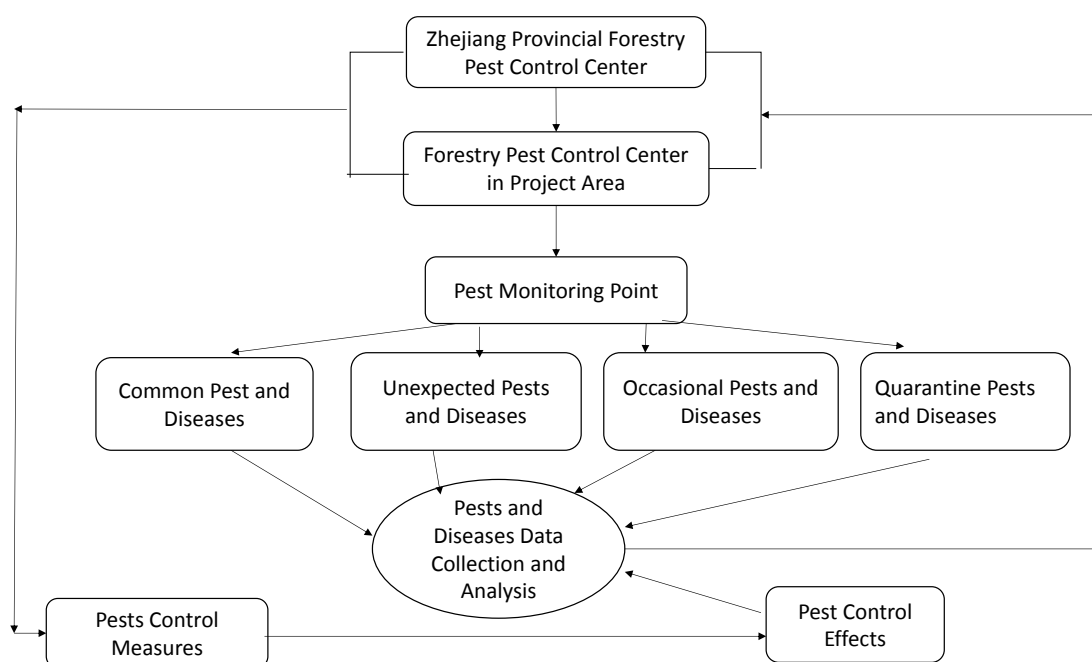 Zhejiang Provincial Forestry
Pest Control Center
Forestry Pest Control Center
in Project Area
Pest Monitoring Point
Common Pest and
Diseases
Unexpected Pests
and Diseases
Occasional Pests and
Diseases
Quarantine Pests
and Diseases
Pests and
Diseases Data
Collection and
Analysis
Pests Control
Measures
Pest Control
Effects